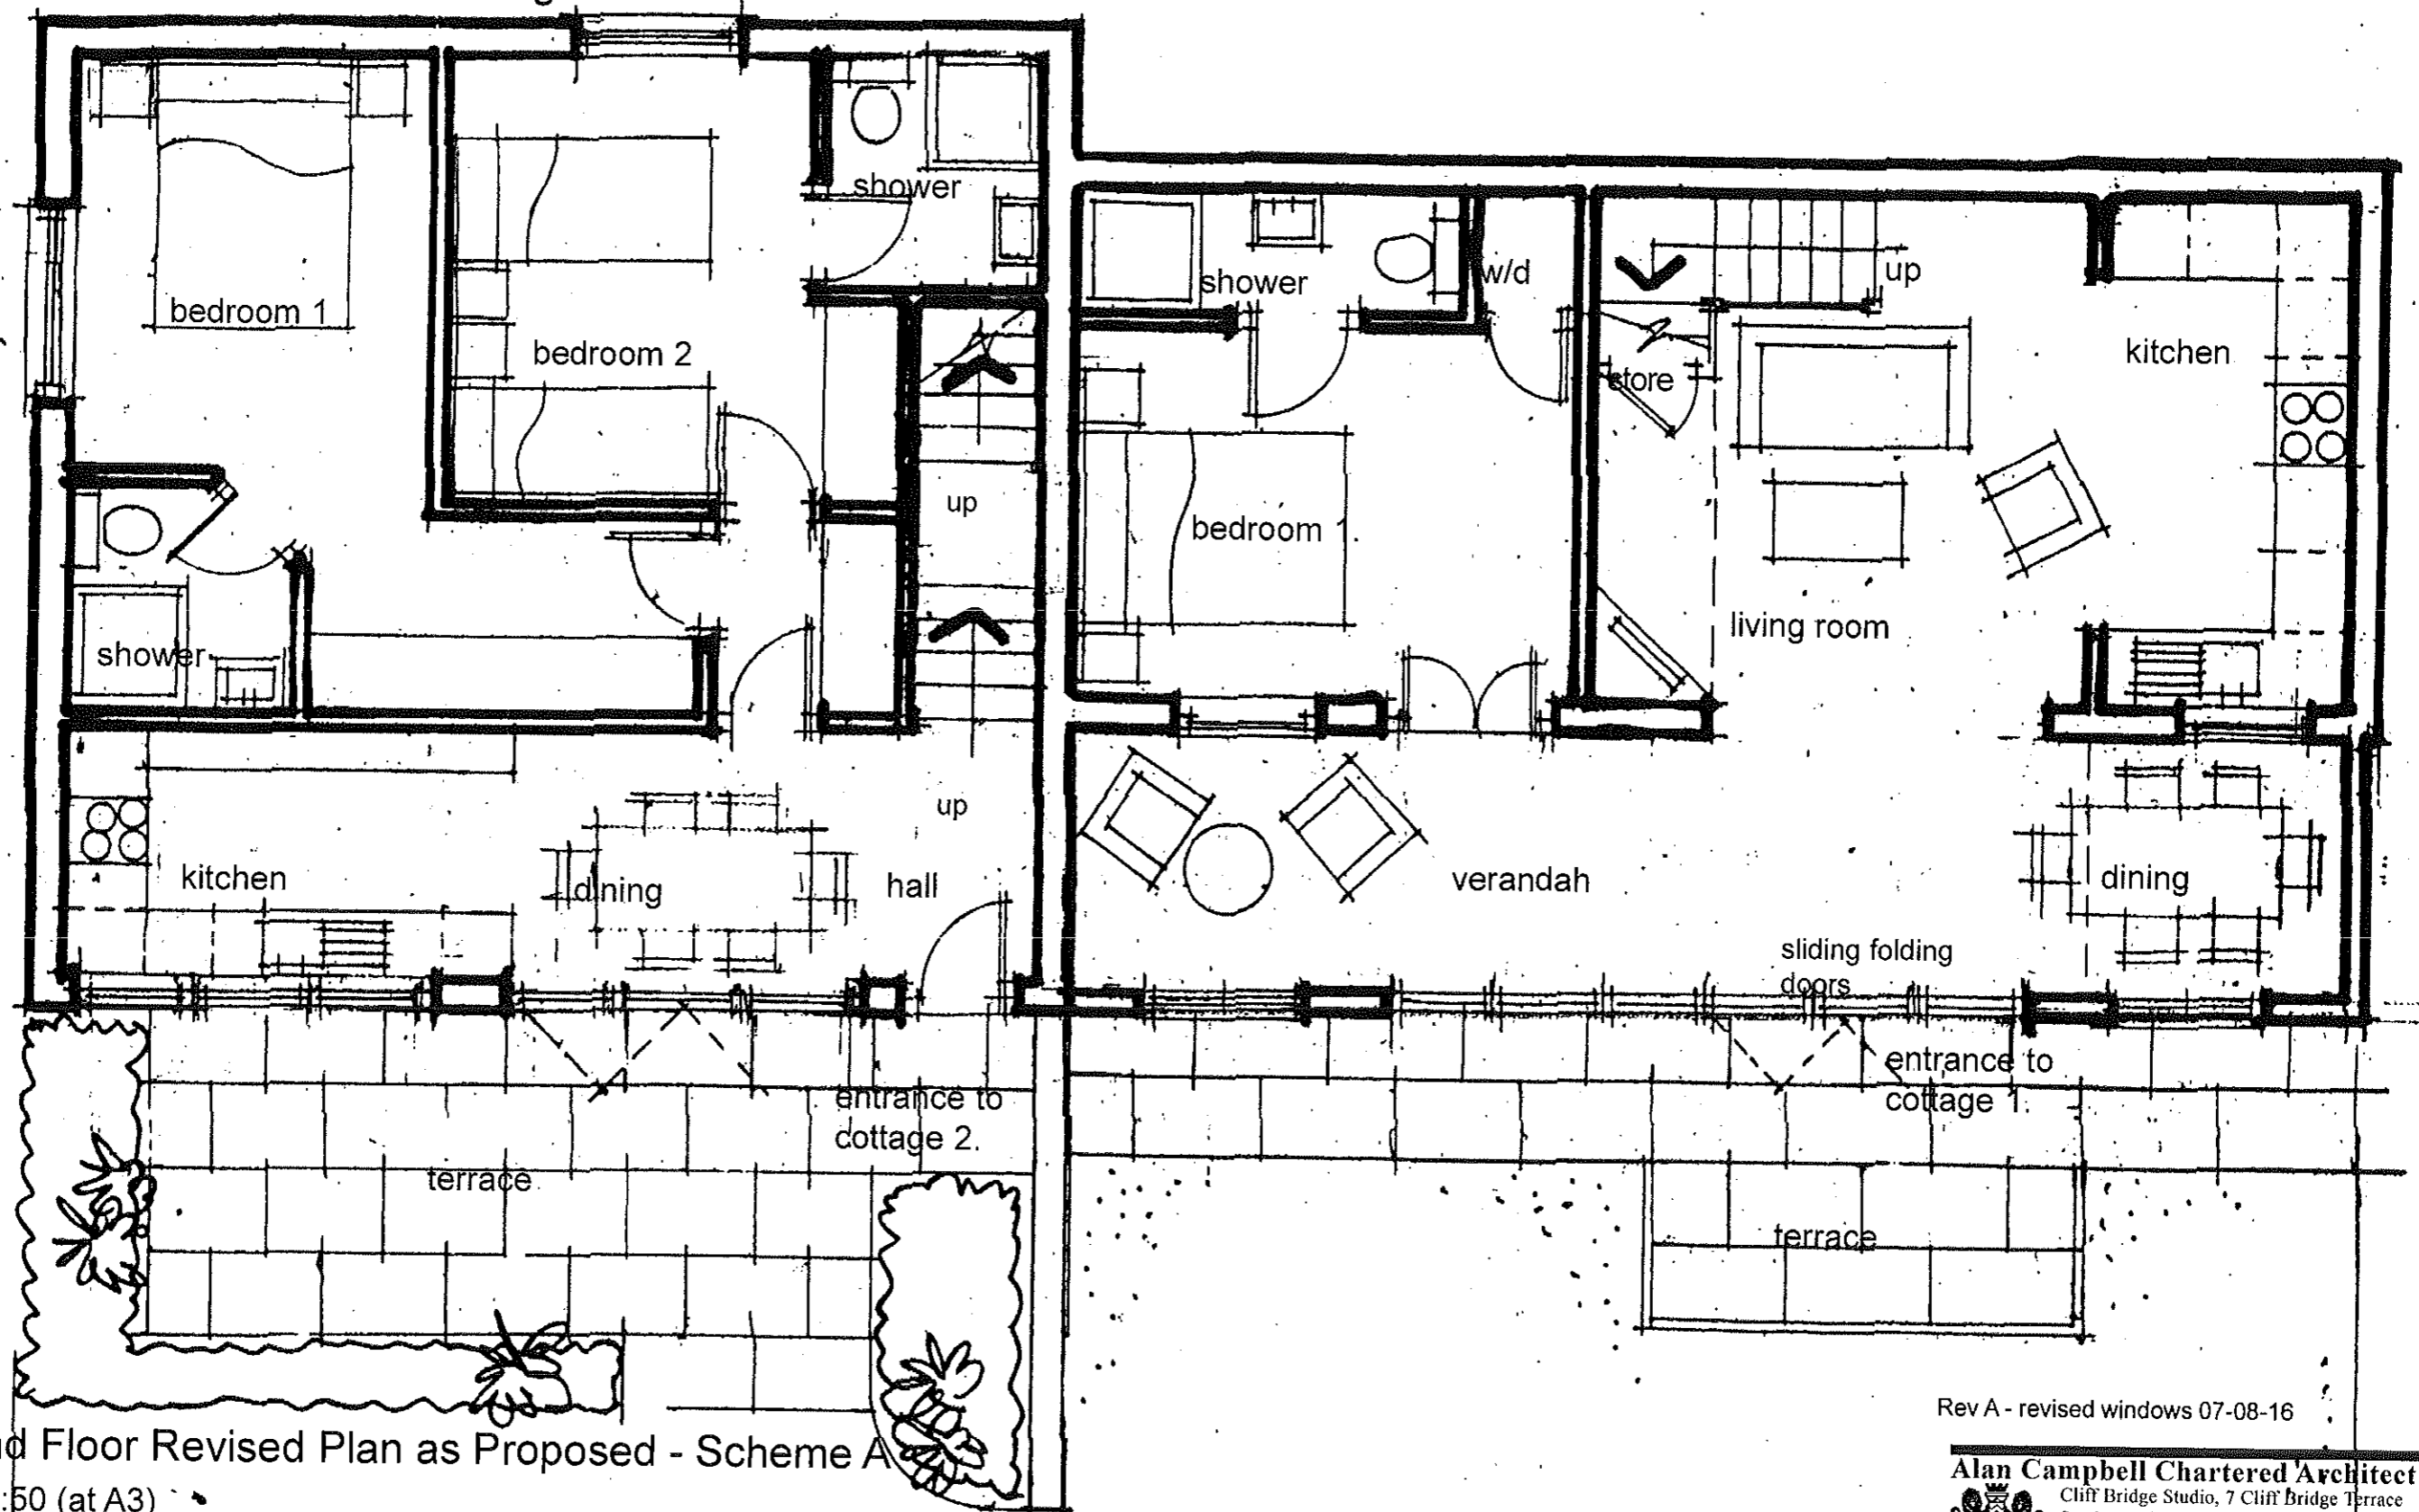 shower
bedroom 1
bedroom 2
up
shower
kitchen
dining
up
hall
shower
w/d
up
store
kitchen
bedroom 1
living room
verandah
dining
sliding folding
doors
entrance to
cottage 1.
entrance to
cottage 2.
terrace
terrace
Rev A - revised windows 07-08-16
Floor Revised Plan as Proposed - Scheme A
:50 (at A3)
Alan Campbell Chartered Architect
Cliff Bridge Studio, 7 Cliff Bridge Terrace